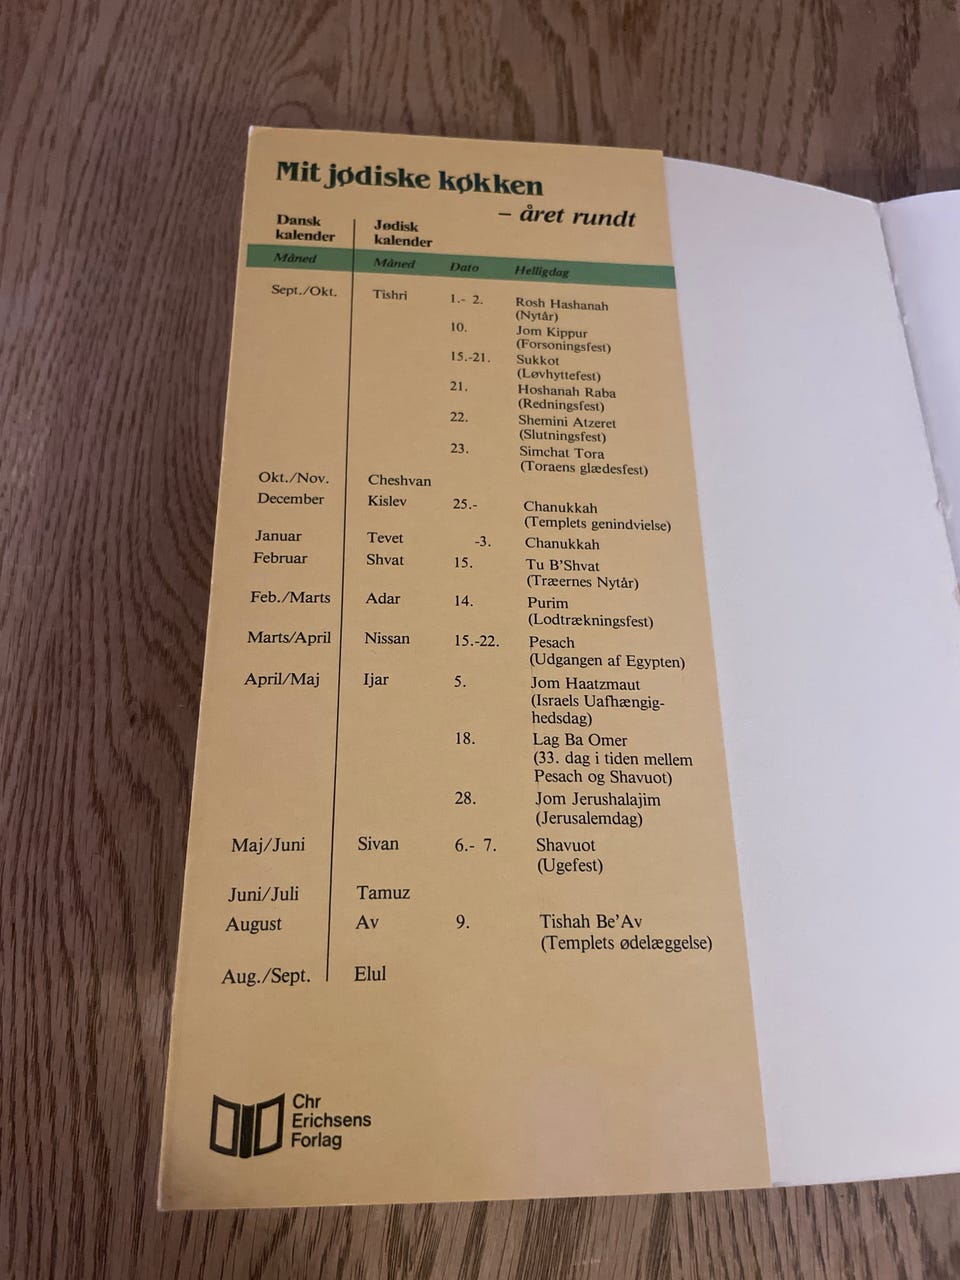 Mit jødiske køkken
– året rundt
Dansk kalender Jødisk kalender
Måned Måned Dato Helligdag
Sept./Okt. Tishri 1.- 2. Rosh Hashanah
(Nytår)
10. Jom Kippur
(Forsoningsfest)
15.-21. Sukkot
(Løvhyttefest)
21. Hoshanah Raba
(Redningsfest)
22. Shemini Atzeret
(Slutningsfest)
23. Simchat Tora
(Toraens glædesfest)
Okt./Nov. Cheshvan
December Kislev 25.- Chanukkah
(Templets genindvielse)
Januar Tevet -3. Chanukkah
Februar Shvat 15. Tu B'Shvat
(Træernes Nytår)
Feb./Marts Adar 14. Purim
(Lodtrækningsfest)
Marts/April Nissan 15.-22. Pesach
(Udgangen af Egypten)
April/Maj Ijar 5. Jom Haatzmaut
(Israels Uafhængig-
hedsdag)
18. Lag Ba Omer
(33. dag i tiden mellem
Pesach og Shavuot)
28. Jom Jerushalajim
(Jerusalemdag)
Maj/Juni Sivan 6.- 7. Shavuot
(Ugefest)
Juni/Juli Tamuz
August Av 9. Tishah Be'Av
(Templets ødelæggelse)
Aug./Sept. Elul
Chr
Erichsens
Forlag